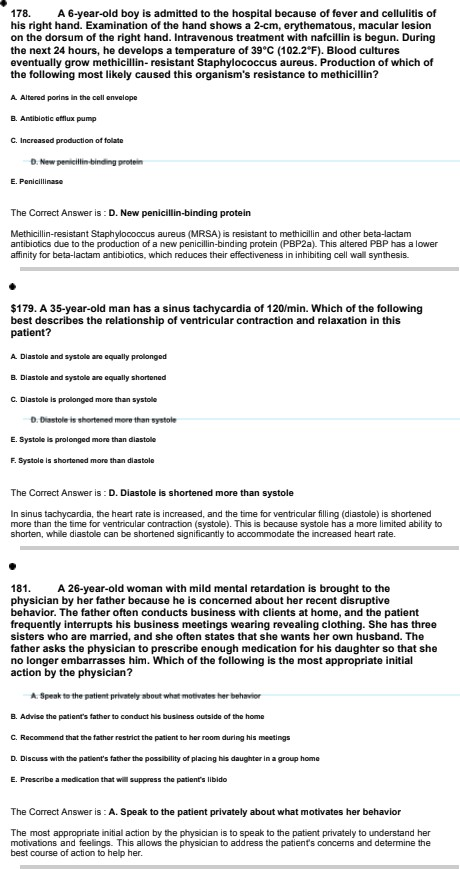 178. A 6-year-old boy is admitted to the hospital because of fever and cellulitis of
his right hand. Examination of the hand shows a 2-cm, erythematous, macular lesion
on the dorsum of the right hand. Intravenous treatment with nafcillin is begun. During
the next 24 hours, he develops a temperature of 39°C (102.2°F). Blood cultures
eventually grow methicillin- resistant Staphylococcus aureus. Production of which of
the following most likely caused this organism's resistance to methicillin?
A. Altered porins in the cell envelope
B. Antibiotic efflux pump
C. Increased production of folate
D. New penicillin-binding protein
E. Penicillinase
The Correct Answer is : D. New penicillin-binding protein
Methicillin-resistant Staphylococcus aureus (MRSA) is resistant to methicillin and other beta-lactam
antibiotics due to the production of a new penicillin-binding protein (PBP2a). This altered PBP has a lower
affinity for beta-lactam antibiotics, which reduces their effectiveness in inhibiting cell wall synthesis.
$179. A 35-year-old man has a sinus tachycardia of 120/min. Which of the following
best describes the relationship of ventricular contraction and relaxation in this
patient?
A. Diastole and systole are equally prolonged
B. Diastole and systole are equally shortened
C. Diastole is prolonged more than systole
D. Diastole is shortened more than systole
E. Systole is prolonged more than diastole
F. Systole is shortened more than diastole
The Correct Answer is : D. Diastole is shortened more than systole
In sinus tachycardia, the heart rate is increased, and the time for ventricular filling (diastole) is shortened
more than the time for ventricular contraction (systole). This is because systole has a more limited ability to
shorten, while diastole can be shortened significantly to accommodate the increased heart rate.
181. A 26-year-old woman with mild mental retardation is brought to the
physician by her father because he is concerned about her recent disruptive
behavior. The father often conducts business with clients at home, and the patient
frequently interrupts his business meetings wearing revealing clothing. She has three
sisters who are married, and she often states that she wants her own husband. The
father asks the physician to prescribe enough medication for his daughter so that she
no longer embarrasses him. Which of the following is the most appropriate initial
action by the physician?
A. Speak to the patient privately about what motivates her behavior
B. Advise the patient's father to conduct his business outside of the home
C. Recommend that the father restrict the patient to her room during his meetings
D. Discuss with the patient's father the possibility of placing his daughter in a group home
E. Prescribe a medication that will suppress the patient's libido
The Correct Answer is : A. Speak to the patient privately about what motivates her behavior
The most appropriate initial action by the physician is to speak to the patient privately to understand her
motivations and feelings. This allows the physician to address the patient's concerns and determine the
best course of action to help her.